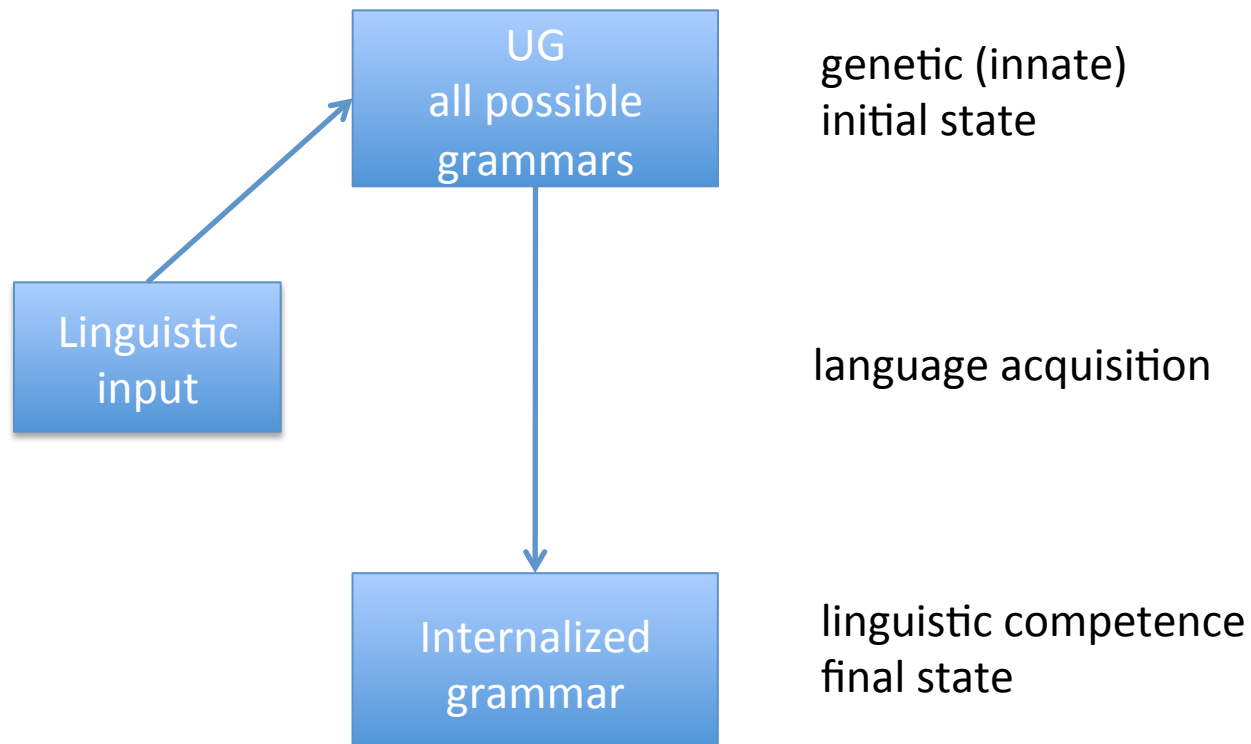 UG
all possible
grammars
genetic (innate)
initial state
Linguistic
input
language acquisition
Internalized
grammar
linguistic competence
final state